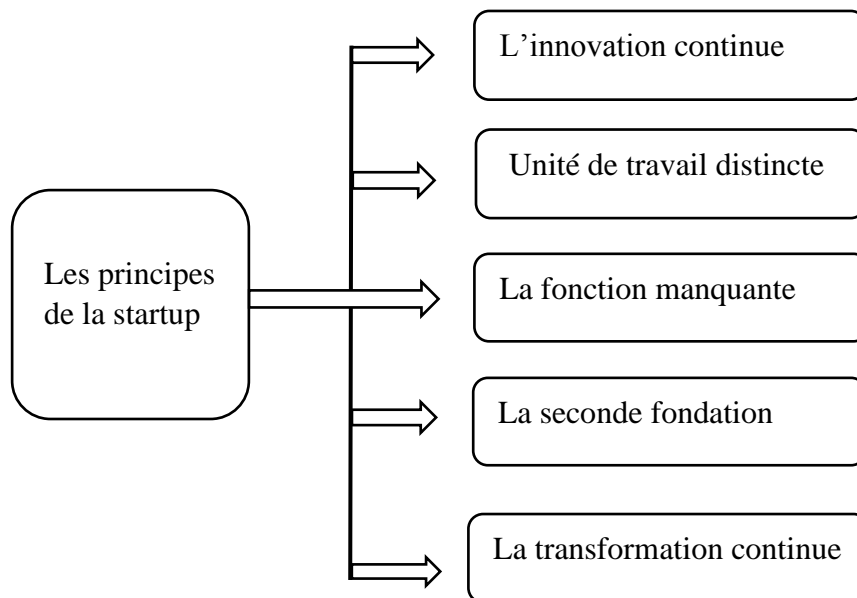 L’innovation continue
Unité de travail distincte
Les principes
de la startup
La fonction manquante
La seconde fondation
La transformation continue